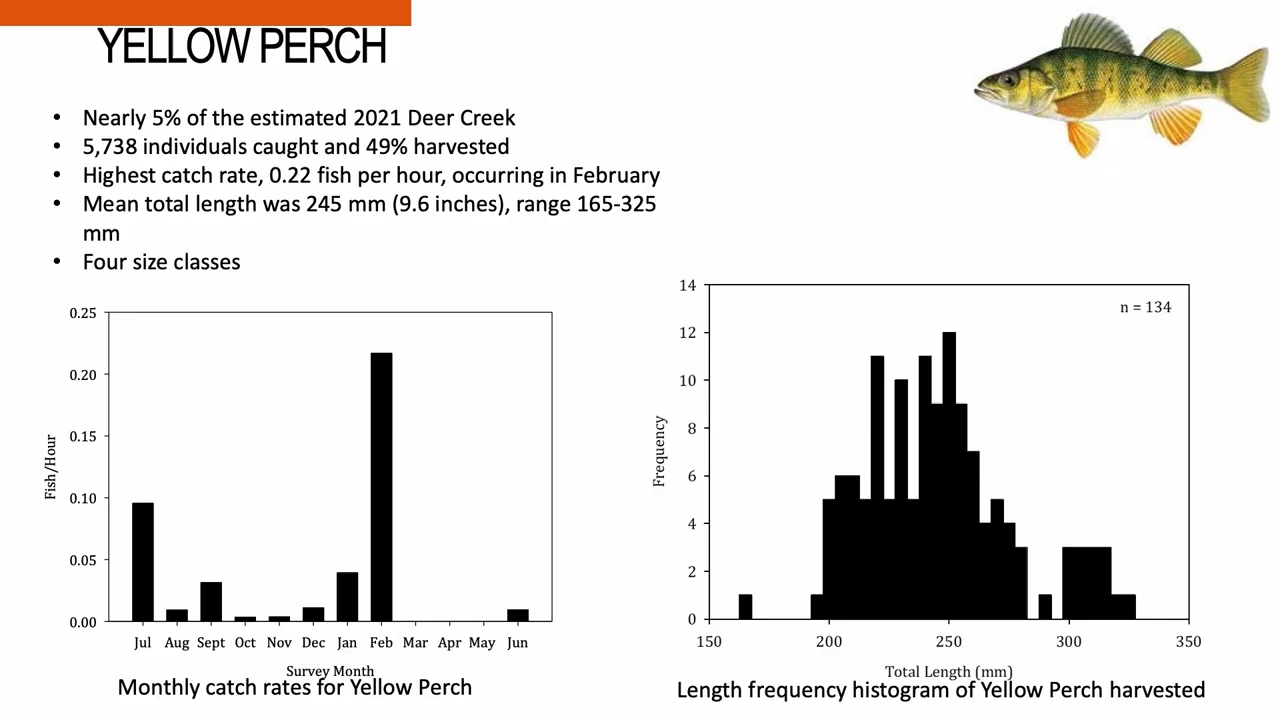 YELLOW PERCH
• Nearly 5% of the estimated 2021 Deer Creek
• 5,738 individuals caught and 49% harvested
• Highest catch rate, 0.22 fish per hour, occurring in February
• Mean total length was 245 mm (9.6 inches), range 165-325
mm
• Four size classes
0.25
0.20
0.15
0.10
0.05
0.00
Fish/Hour
Jul Aug Sept Oct Nov Dec Jan Feb Mar Apr May Jun
Survey Month
Monthly catch rates for Yellow Perch
14
12
10
8
6
4
2
0
Frequency
n = 134
150 200 250 300 350
Total Length (mm)
Length frequency histogram of Yellow Perch harvested